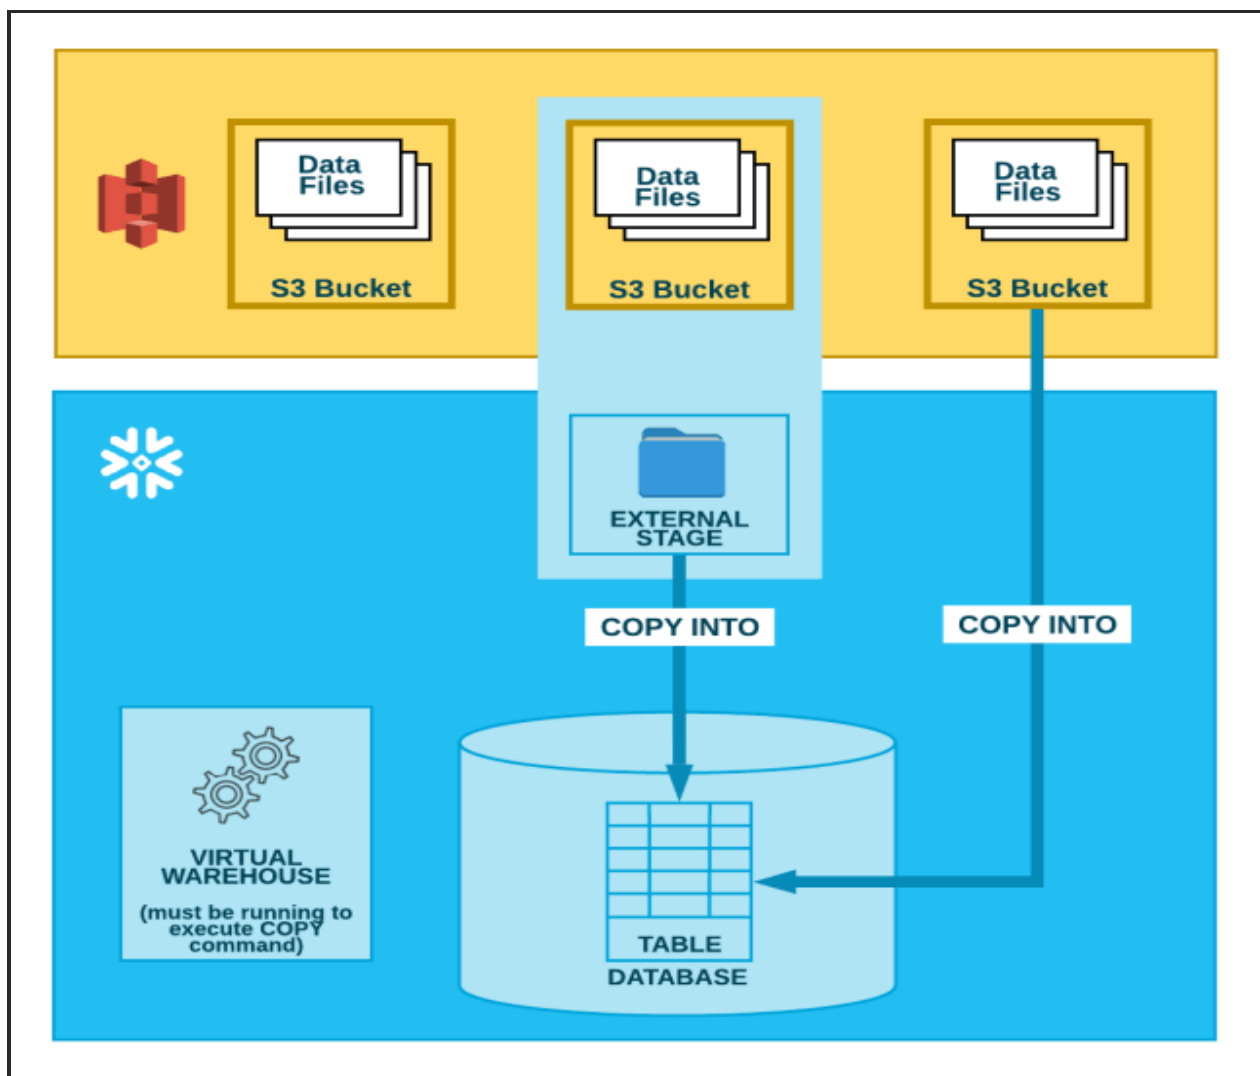 Data
Files
S3 Bucket
Data
Files
S3 Bucket
Data
Files
S3 Bucket
EXTERNAL
STAGE
COPY INTO
COPY INTO
VIRTUAL
WAREHOUSE
(must be running to
execute COPY
command)
TABLE
DATABASE